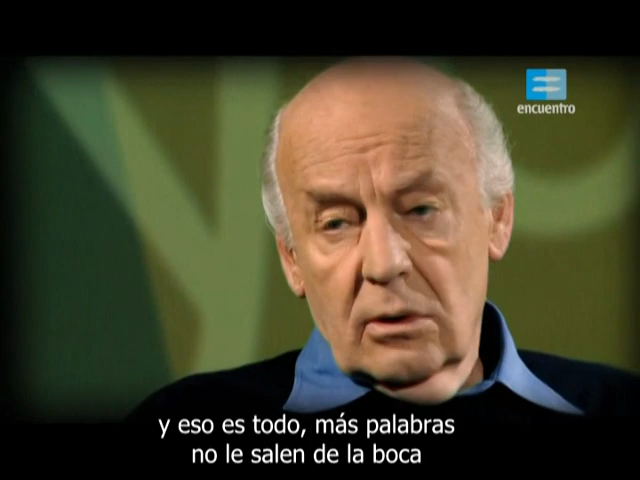 encuentro
y eso es todo, más palabras
no le salen de la boca